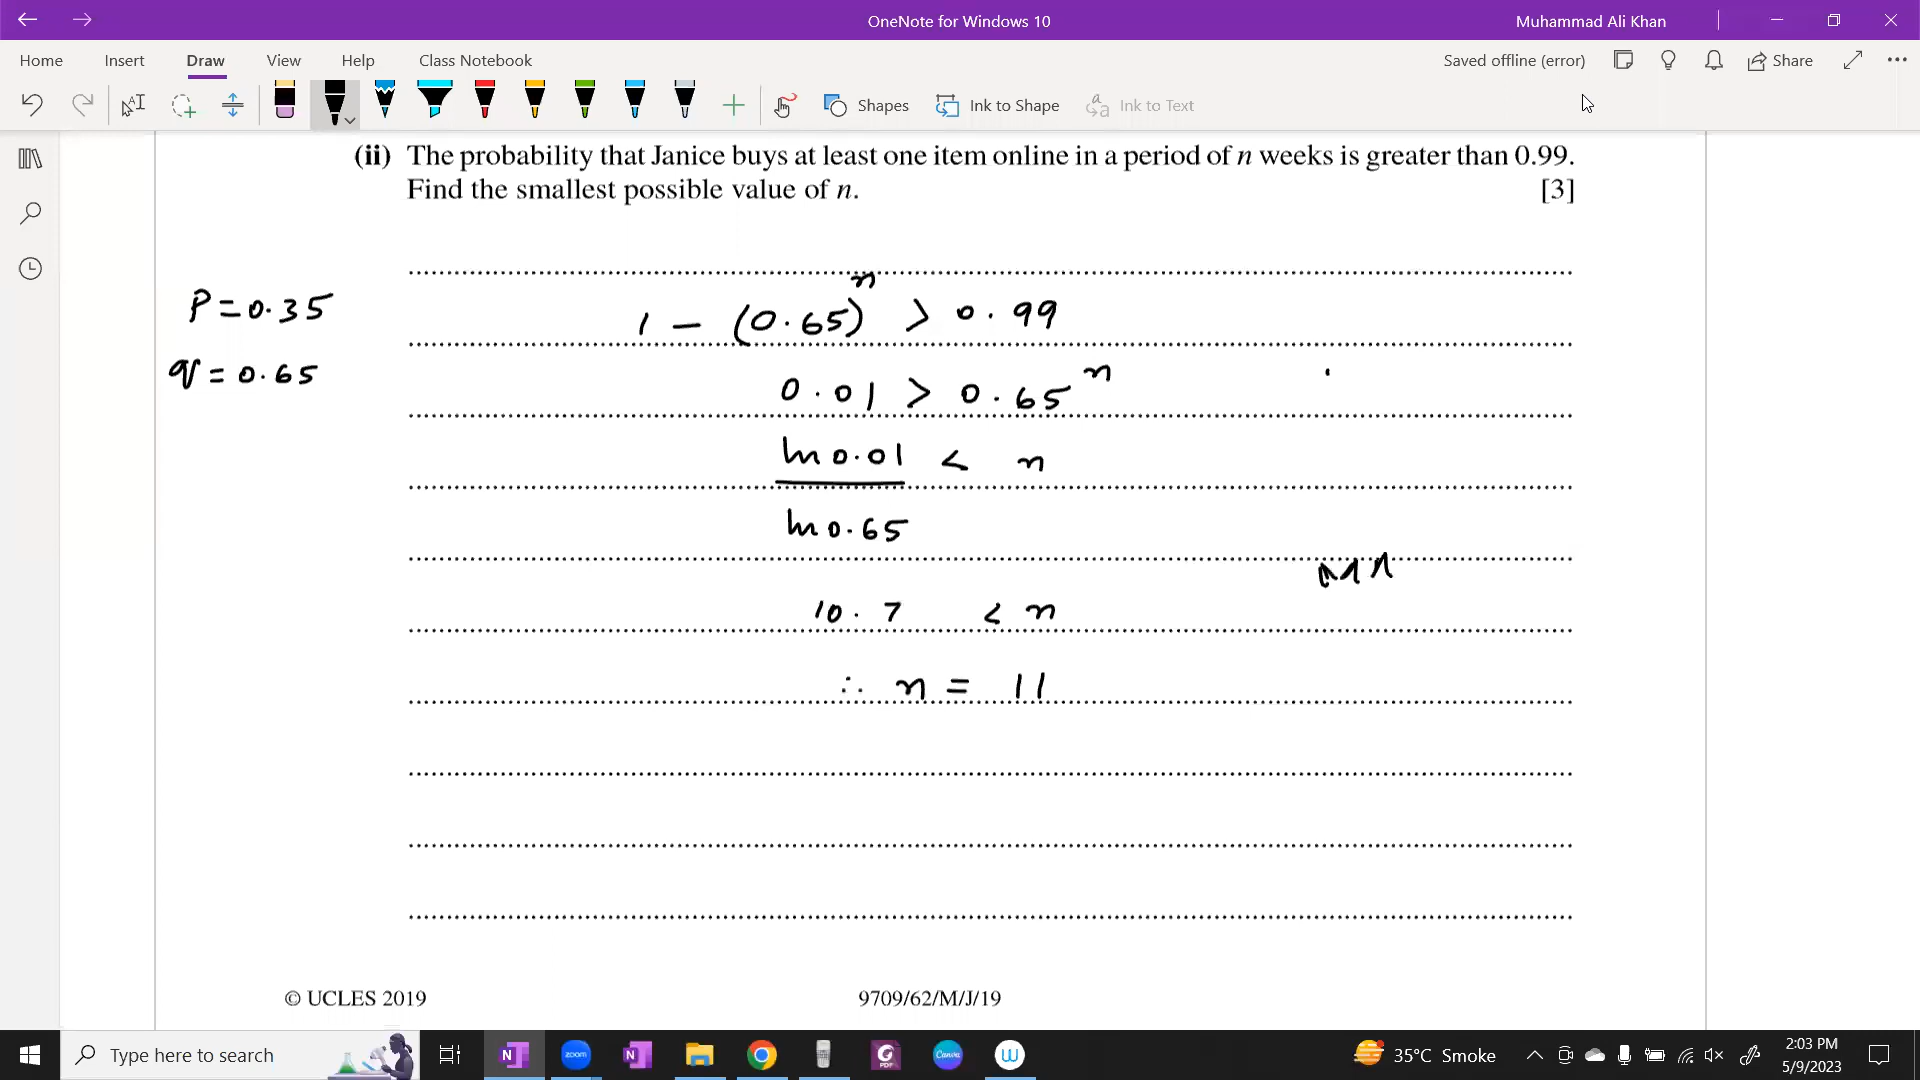 OneNote for Windows 10
Muhammad Ali Khan
Home Insert Draw View Help Class Notebook
Saved offline (error)
Share
Shapes
Ink to Shape
Ink to Text
(ii) The probability that Janice buys at least one item online in a period of n weeks is greater than 0.99.
Find the smallest possible value of n. [3]
P = 0.35
q = 0.65
1 − (0.65)^n > 0.99
0.01 > 0.65^n
ln 0.01 < n
ln 0.65
10.7 < n
∴ n = 11
© UCLES 2019
9709/62/M/J/19
Type here to search
zoom
PDF
Canva
35°C Smoke
2:03 PM
5/9/2023